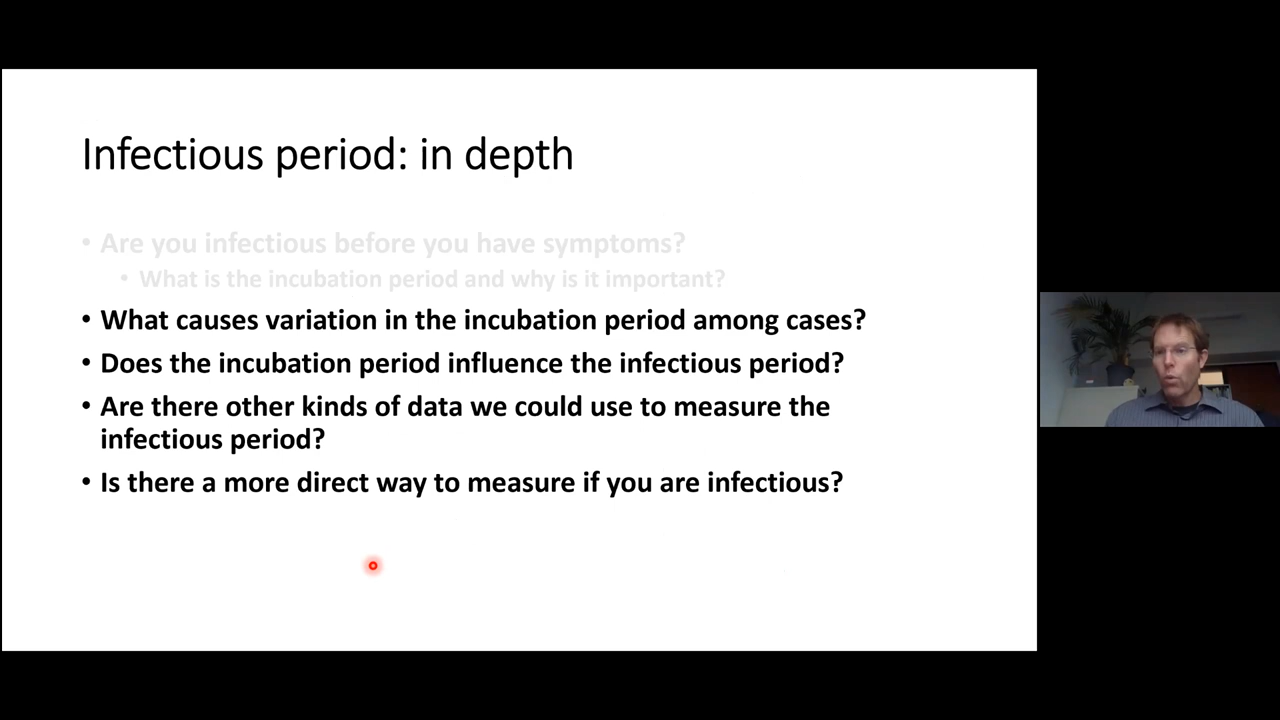 Infectious period: in depth
• Are you infectious before you have symptoms?
• What is the incubation period and why is it important?
• What causes variation in the incubation period among cases?
• Does the incubation period influence the infectious period?
• Are there other kinds of data we could use to measure the
infectious period?
• Is there a more direct way to measure if you are infectious?